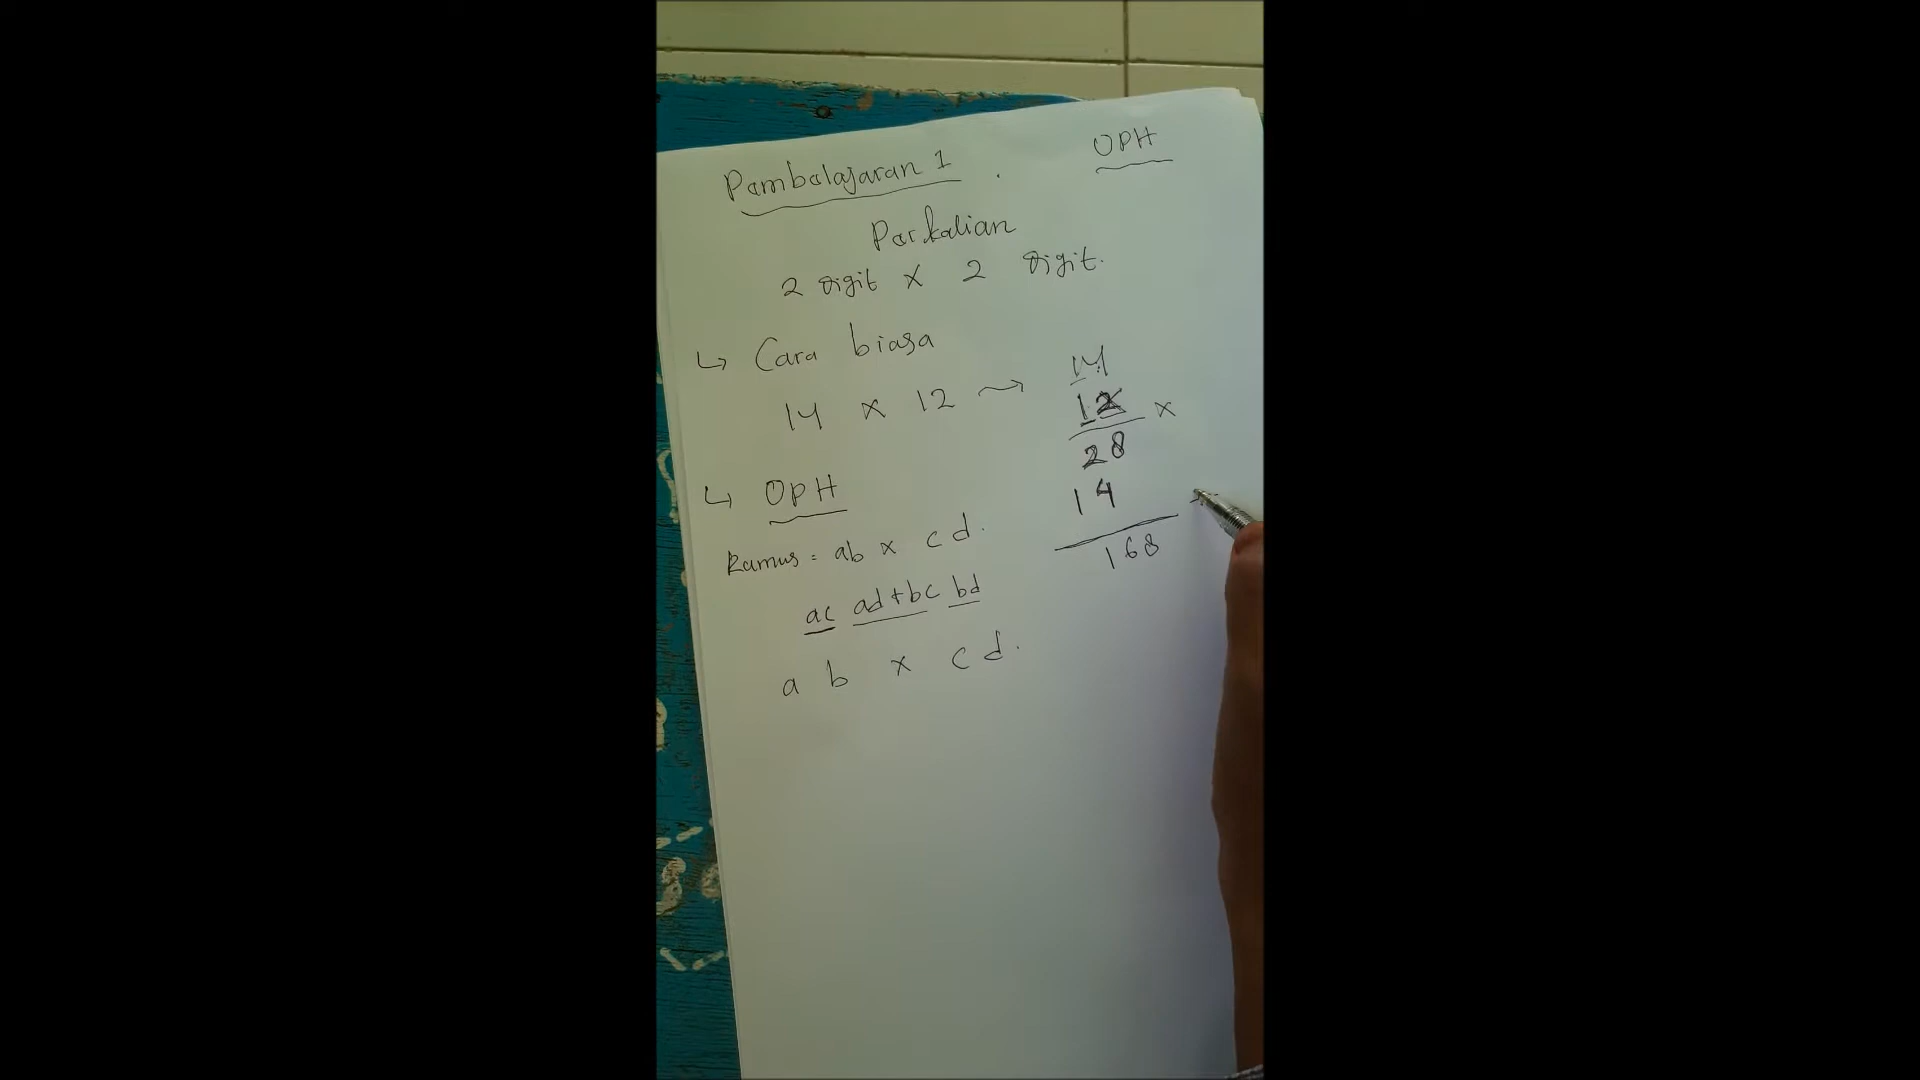 Pembelajaran 1 .
OPH
Perkalian
2 digit x 2 digit.
↳ Cara biasa
14 x 12 →
14
12 x
28
14 +
168
↳ OPH
Rumus = ab x cd.
ac ad+bc bd
a b x c d.